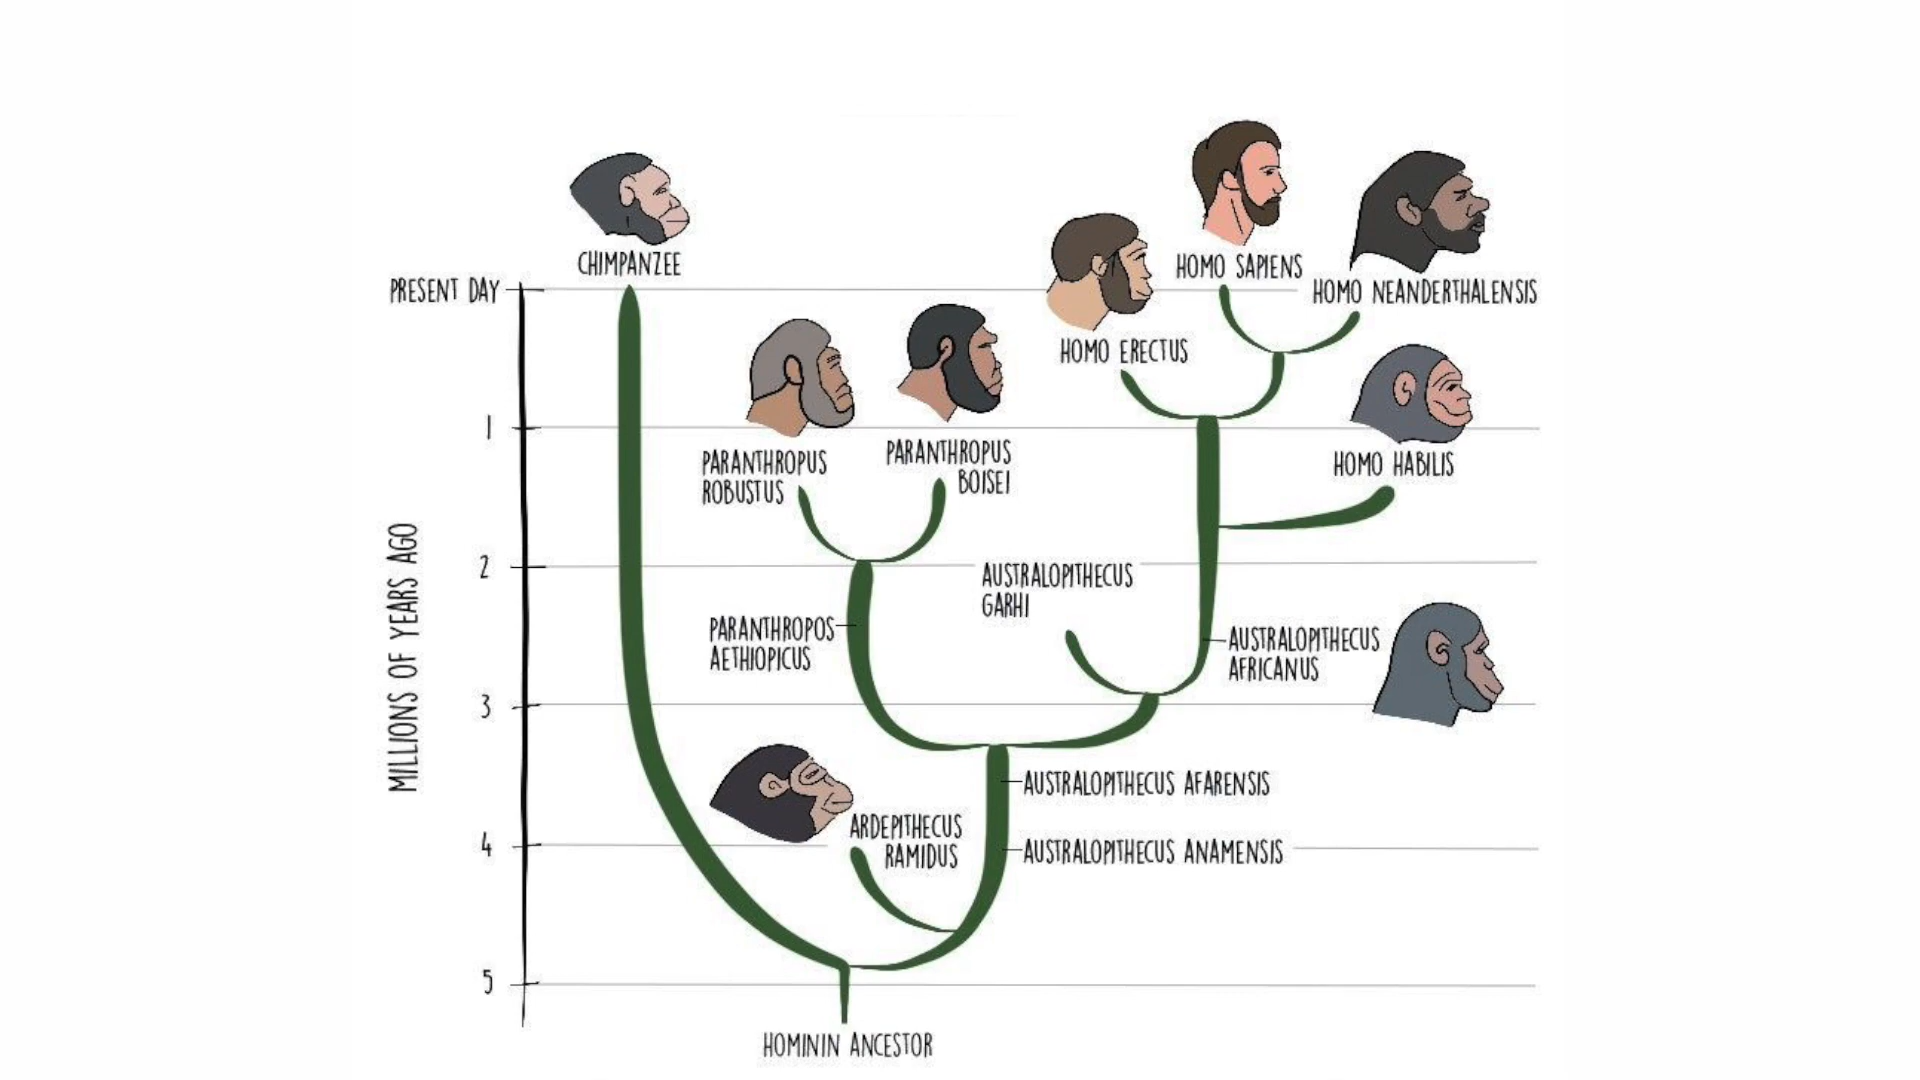 CHIMPANZEE
HOMO SAPIENS
PRESENT DAY
HOMO NEANDERTHALENSIS
HOMO ERECTUS
1
PARANTHROPUS
ROBUSTUS
PARANTHROPUS
BOISEI
HOMO HABILIS
MILLIONS OF YEARS AGO
2
AUSTRALOPITHECUS
GARHI
PARANTHROPOS
AETHIOPICUS
AUSTRALOPITHECUS
AFRICANUS
3
AUSTRALOPITHECUS AFARENSIS
ARDEPITHECUS
RAMIDUS
4
AUSTRALOPITHECUS ANAMENSIS
5
HOMININ ANCESTOR